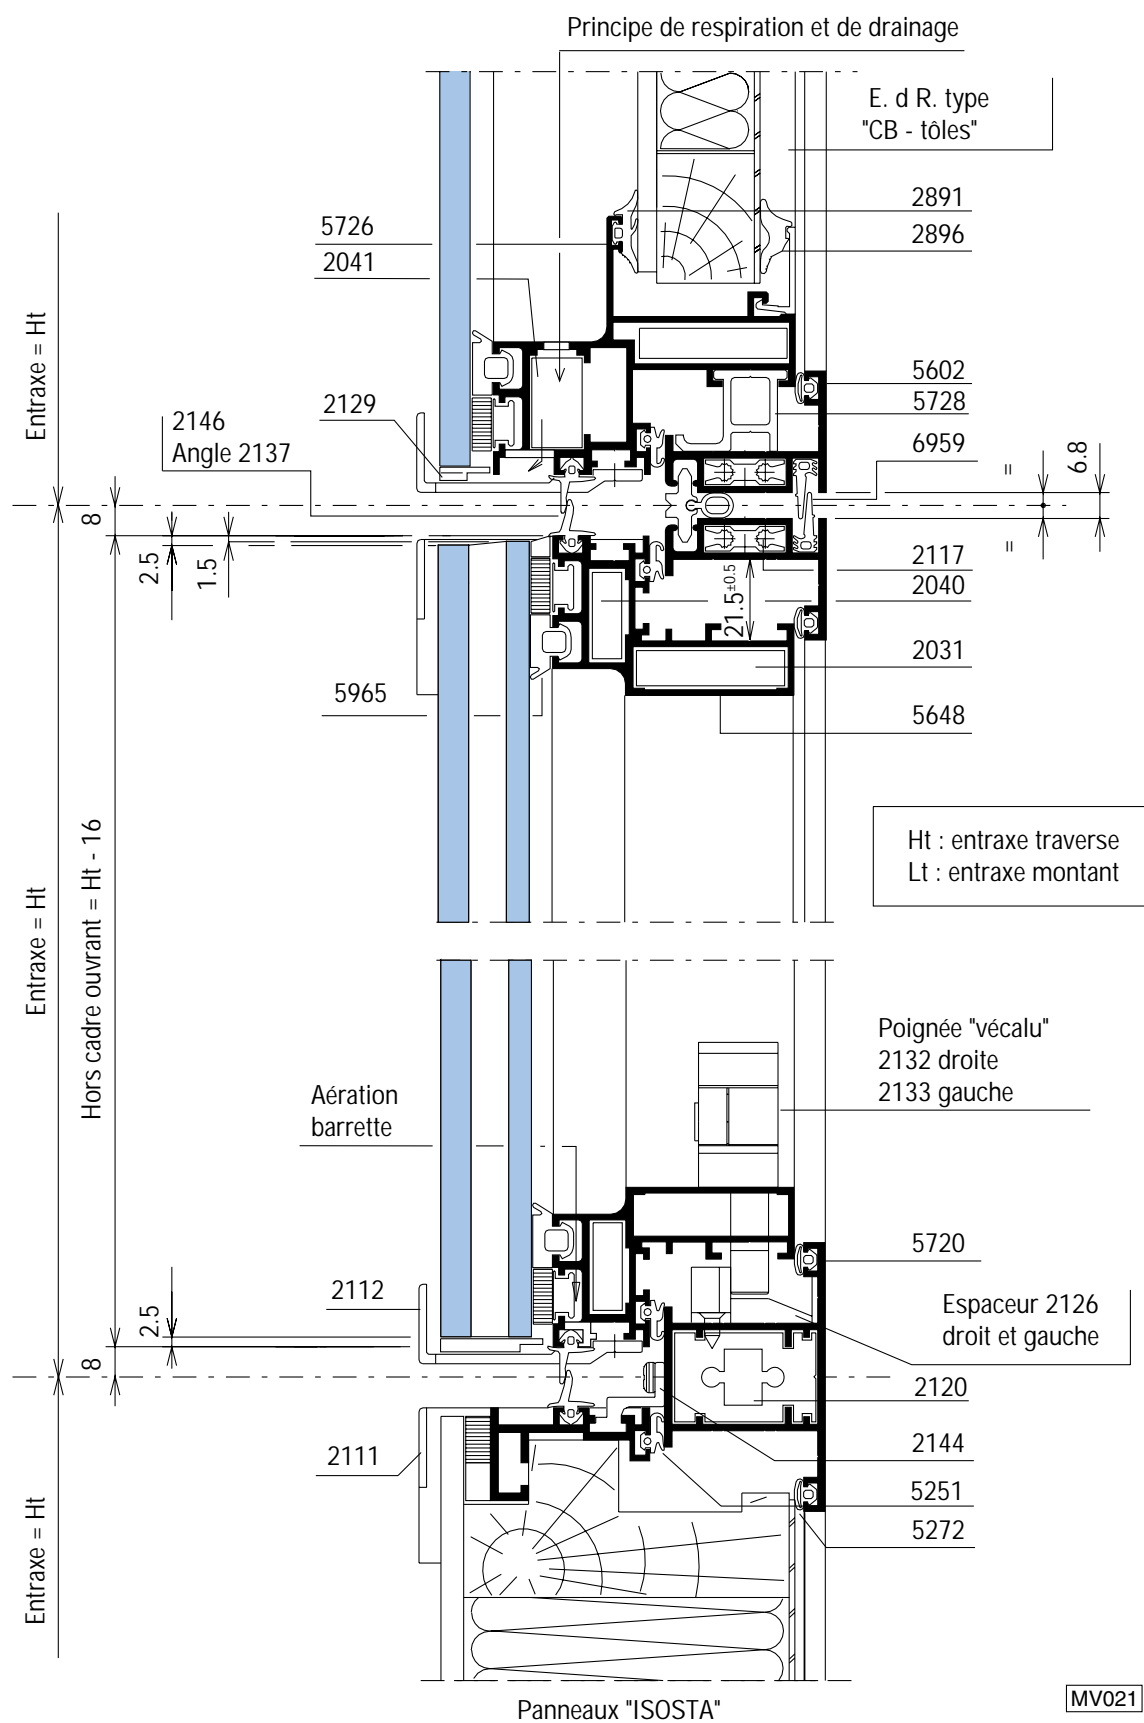 Principe de respiration et de drainage
E. d R. type
"CB - tôles"
2891
2896
5726
2041
Entraxe = Ht
2146
Angle 2137
2129
5602
5728
6959
=
6.8
=
8
2.5
1.5
21.5±0.5
2117
2040
2031
5965
5648
Ht : entraxe traverse
Lt : entraxe montant
Entraxe = Ht
Hors cadre ouvrant = Ht - 16
Poignée "vécalu"
2132 droite
2133 gauche
Aération
barrette
5720
2112
2.5
8
Espaceur 2126
droit et gauche
2120
2144
2111
5251
5272
Entraxe = Ht
Panneaux "ISOSTA"
MV021